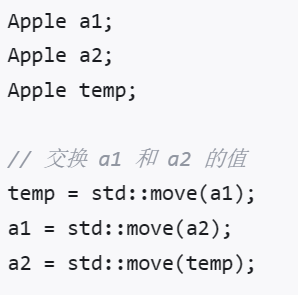 Apple a1;
Apple a2;
Apple temp;
// 交换 a1 和 a2 的值
temp = std::move(a1);
a1 = std::move(a2);
a2 = std::move(temp);